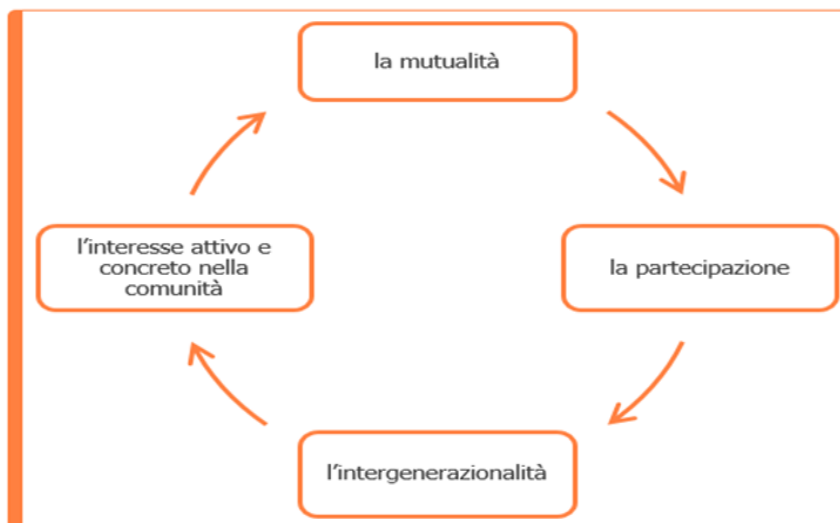 la mutualità
la partecipazione
l'intergenerazionalità
l'interesse attivo e
concreto nella
comunità